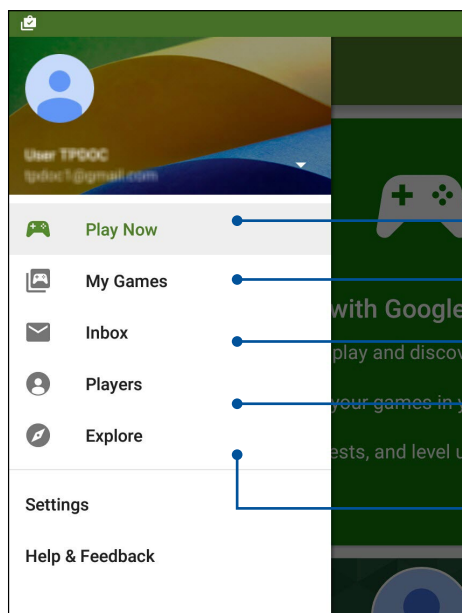 User TPDOC
tpdoc1@gmail.com
Play Now
My Games
Inbox
Players
Explore
Settings
Help & Feedback
with Google
play and discov
your games in y
ests, and level u